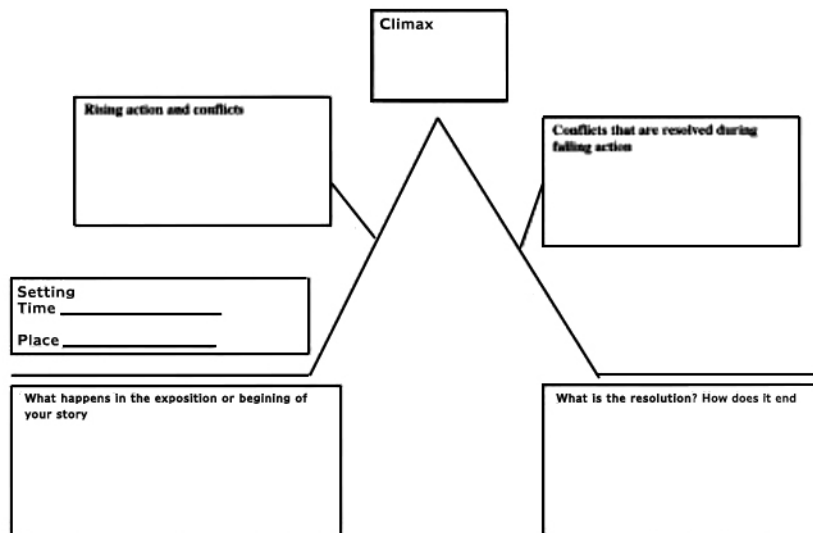 Climax
Rising action and conflicts
Conflicts that are resolved during
falling action
Setting
Time
Place
What happens in the exposition or begining of
your story
What is the resolution? How does it end